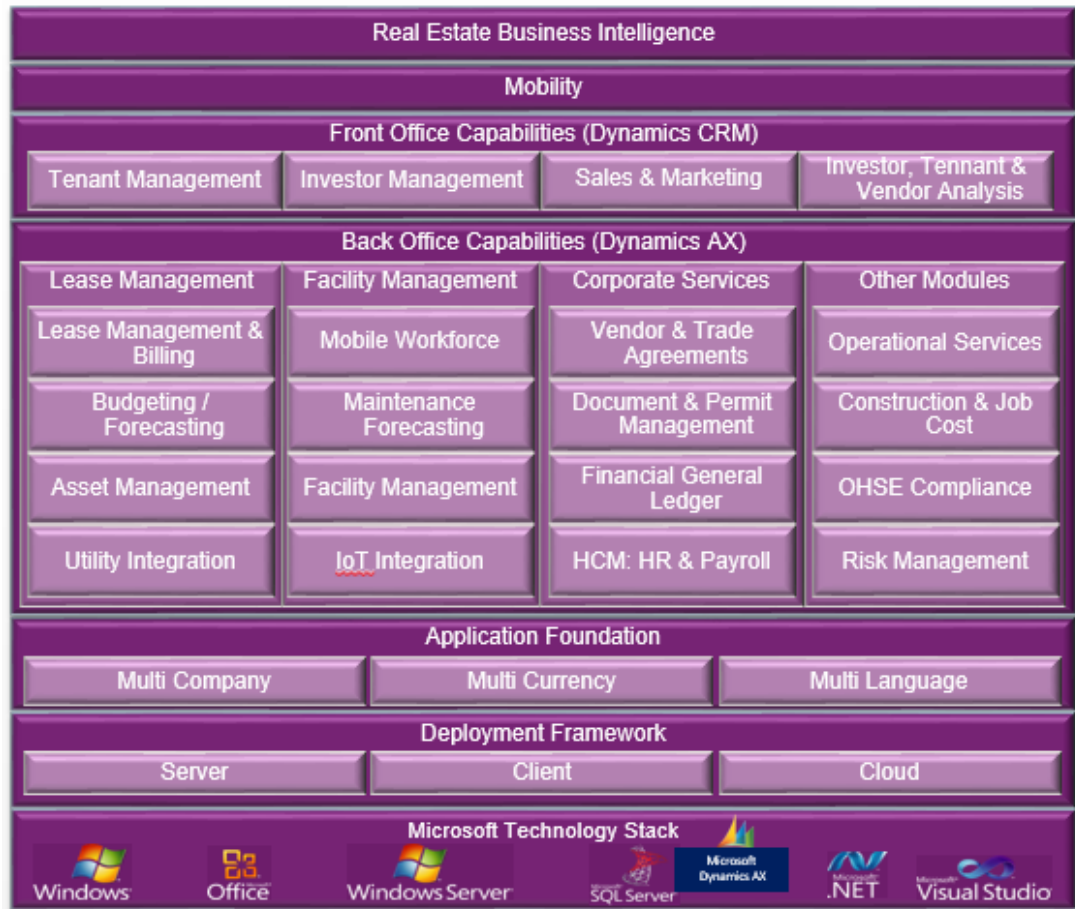 Real Estate Business Intelligence
Mobility
Front Office Capabilities (Dynamics CRM)
Tenant Management
Investor Management
Sales & Marketing
Investor, Tennant &
Vendor Analysis
Back Office Capabilities (Dynamics AX)
Lease Management
Facility Management
Corporate Services
Other Modules
Lease Management &
Billing
Mobile Workforce
Vendor & Trade
Agreements
Operational Services
Budgeting /
Forecasting
Maintenance
Forecasting
Document & Permit
Management
Construction & Job
Cost
Asset Management
Facility Management
Financial General
Ledger
OHSE Compliance
Utility Integration
IoT Integration
HCM: HR & Payroll
Risk Management
Application Foundation
Multi Company
Multi Currency
Multi Language
Deployment Framework
Server
Client
Cloud
Microsoft Technology Stack
Windows
Office
Windows Server
Microsoft
SQL Server
Microsoft
Dynamics AX
Microsoft
.NET
Microsoft
Visual Studio